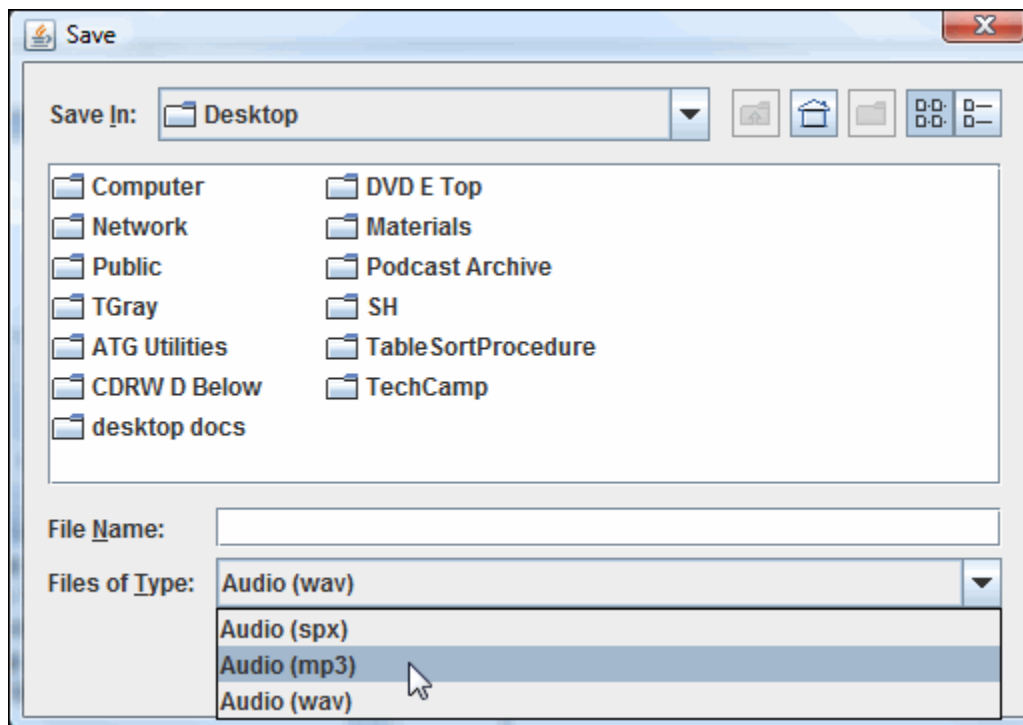 Save
Save In: Desktop
Computer
Network
Public
TGray
ATG Utilities
CDRW D Below
desktop docs
DVD E Top
Materials
Podcast Archive
SH
TableSortProcedure
TechCamp
File Name:
Files of Type: Audio (wav)
Audio (spx)
Audio (mp3)
Audio (wav)